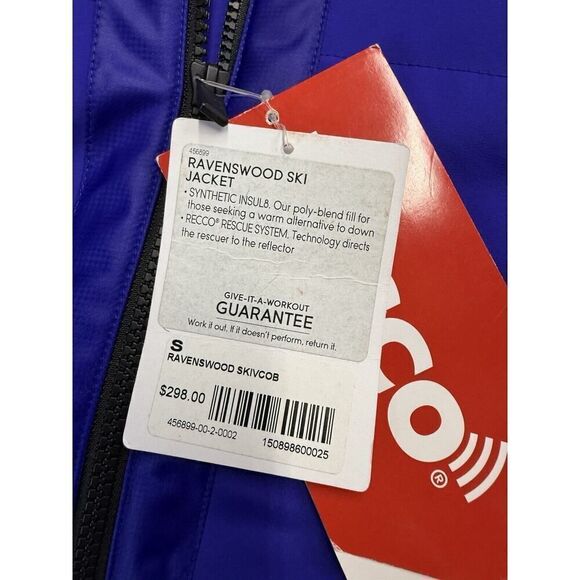 456899
RAVENSWOOD SKI
JACKET
• SYNTHETIC INSUL8. Our poly-blend fill for
those seeking a warm alternative to down
• RECCO® RESCUE SYSTEM. Technology directs
the rescuer to the reflector
GIVE-IT-A-WORKOUT
GUARANTEE
Work it out. If it doesn't perform, return it.
S
RAVENSWOOD SKIVCOB
$298.00
456899-00-2-0002
150898600025
CCO®